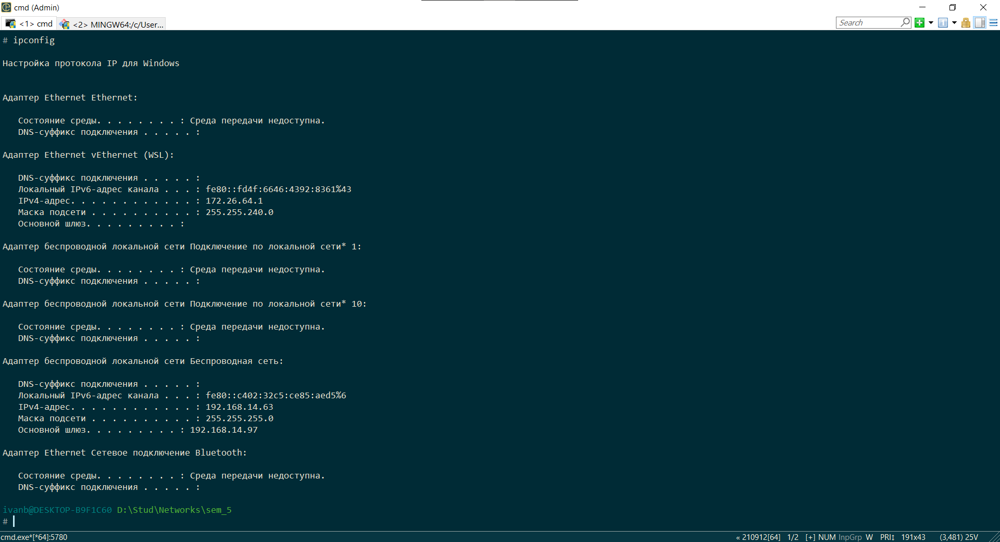 cmd (Admin)
<1> cmd <2> MINGW64:/c/User... Search
# ipconfig
Настройка протокола IP для Windows
Адаптер Ethernet Ethernet:
Состояние среды. . . . . . . . : Среда передачи недоступна.
DNS-суффикс подключения . . . . . :
Адаптер Ethernet vEthernet (WSL):
DNS-суффикс подключения . . . . . :
Локальный IPv6-адрес канала . . . : fe80::fd4f:6646:4392:8361%43
IPv4-адрес. . . . . . . . . . . . : 172.26.64.1
Маска подсети . . . . . . . . . . : 255.255.240.0
Основной шлюз. . . . . . . . . :
Адаптер беспроводной локальной сети Подключение по локальной сети* 1:
Состояние среды. . . . . . . . : Среда передачи недоступна.
DNS-суффикс подключения . . . . . :
Адаптер беспроводной локальной сети Подключение по локальной сети* 10:
Состояние среды. . . . . . . . : Среда передачи недоступна.
DNS-суффикс подключения . . . . . :
Адаптер беспроводной локальной сети Беспроводная сеть:
DNS-суффикс подключения . . . . . :
Локальный IPv6-адрес канала . . . : fe80::c402:32c5:ce85:aed5%6
IPv4-адрес. . . . . . . . . . . . : 192.168.14.63
Маска подсети . . . . . . . . . . : 255.255.255.0
Основной шлюз. . . . . . . . . : 192.168.14.97
Адаптер Ethernet Сетевое подключение Bluetooth:
Состояние среды. . . . . . . . : Среда передачи недоступна.
DNS-суффикс подключения . . . . . :
ivanb@DESKTOP-B9F1C60 D:\Stud\Networks\sem_5
#
cmd.exe*[*64]:5780 « 210912[64] 1/2 [+] NUM InpGrp W PRI↕ 191x43 (3,481) 25V